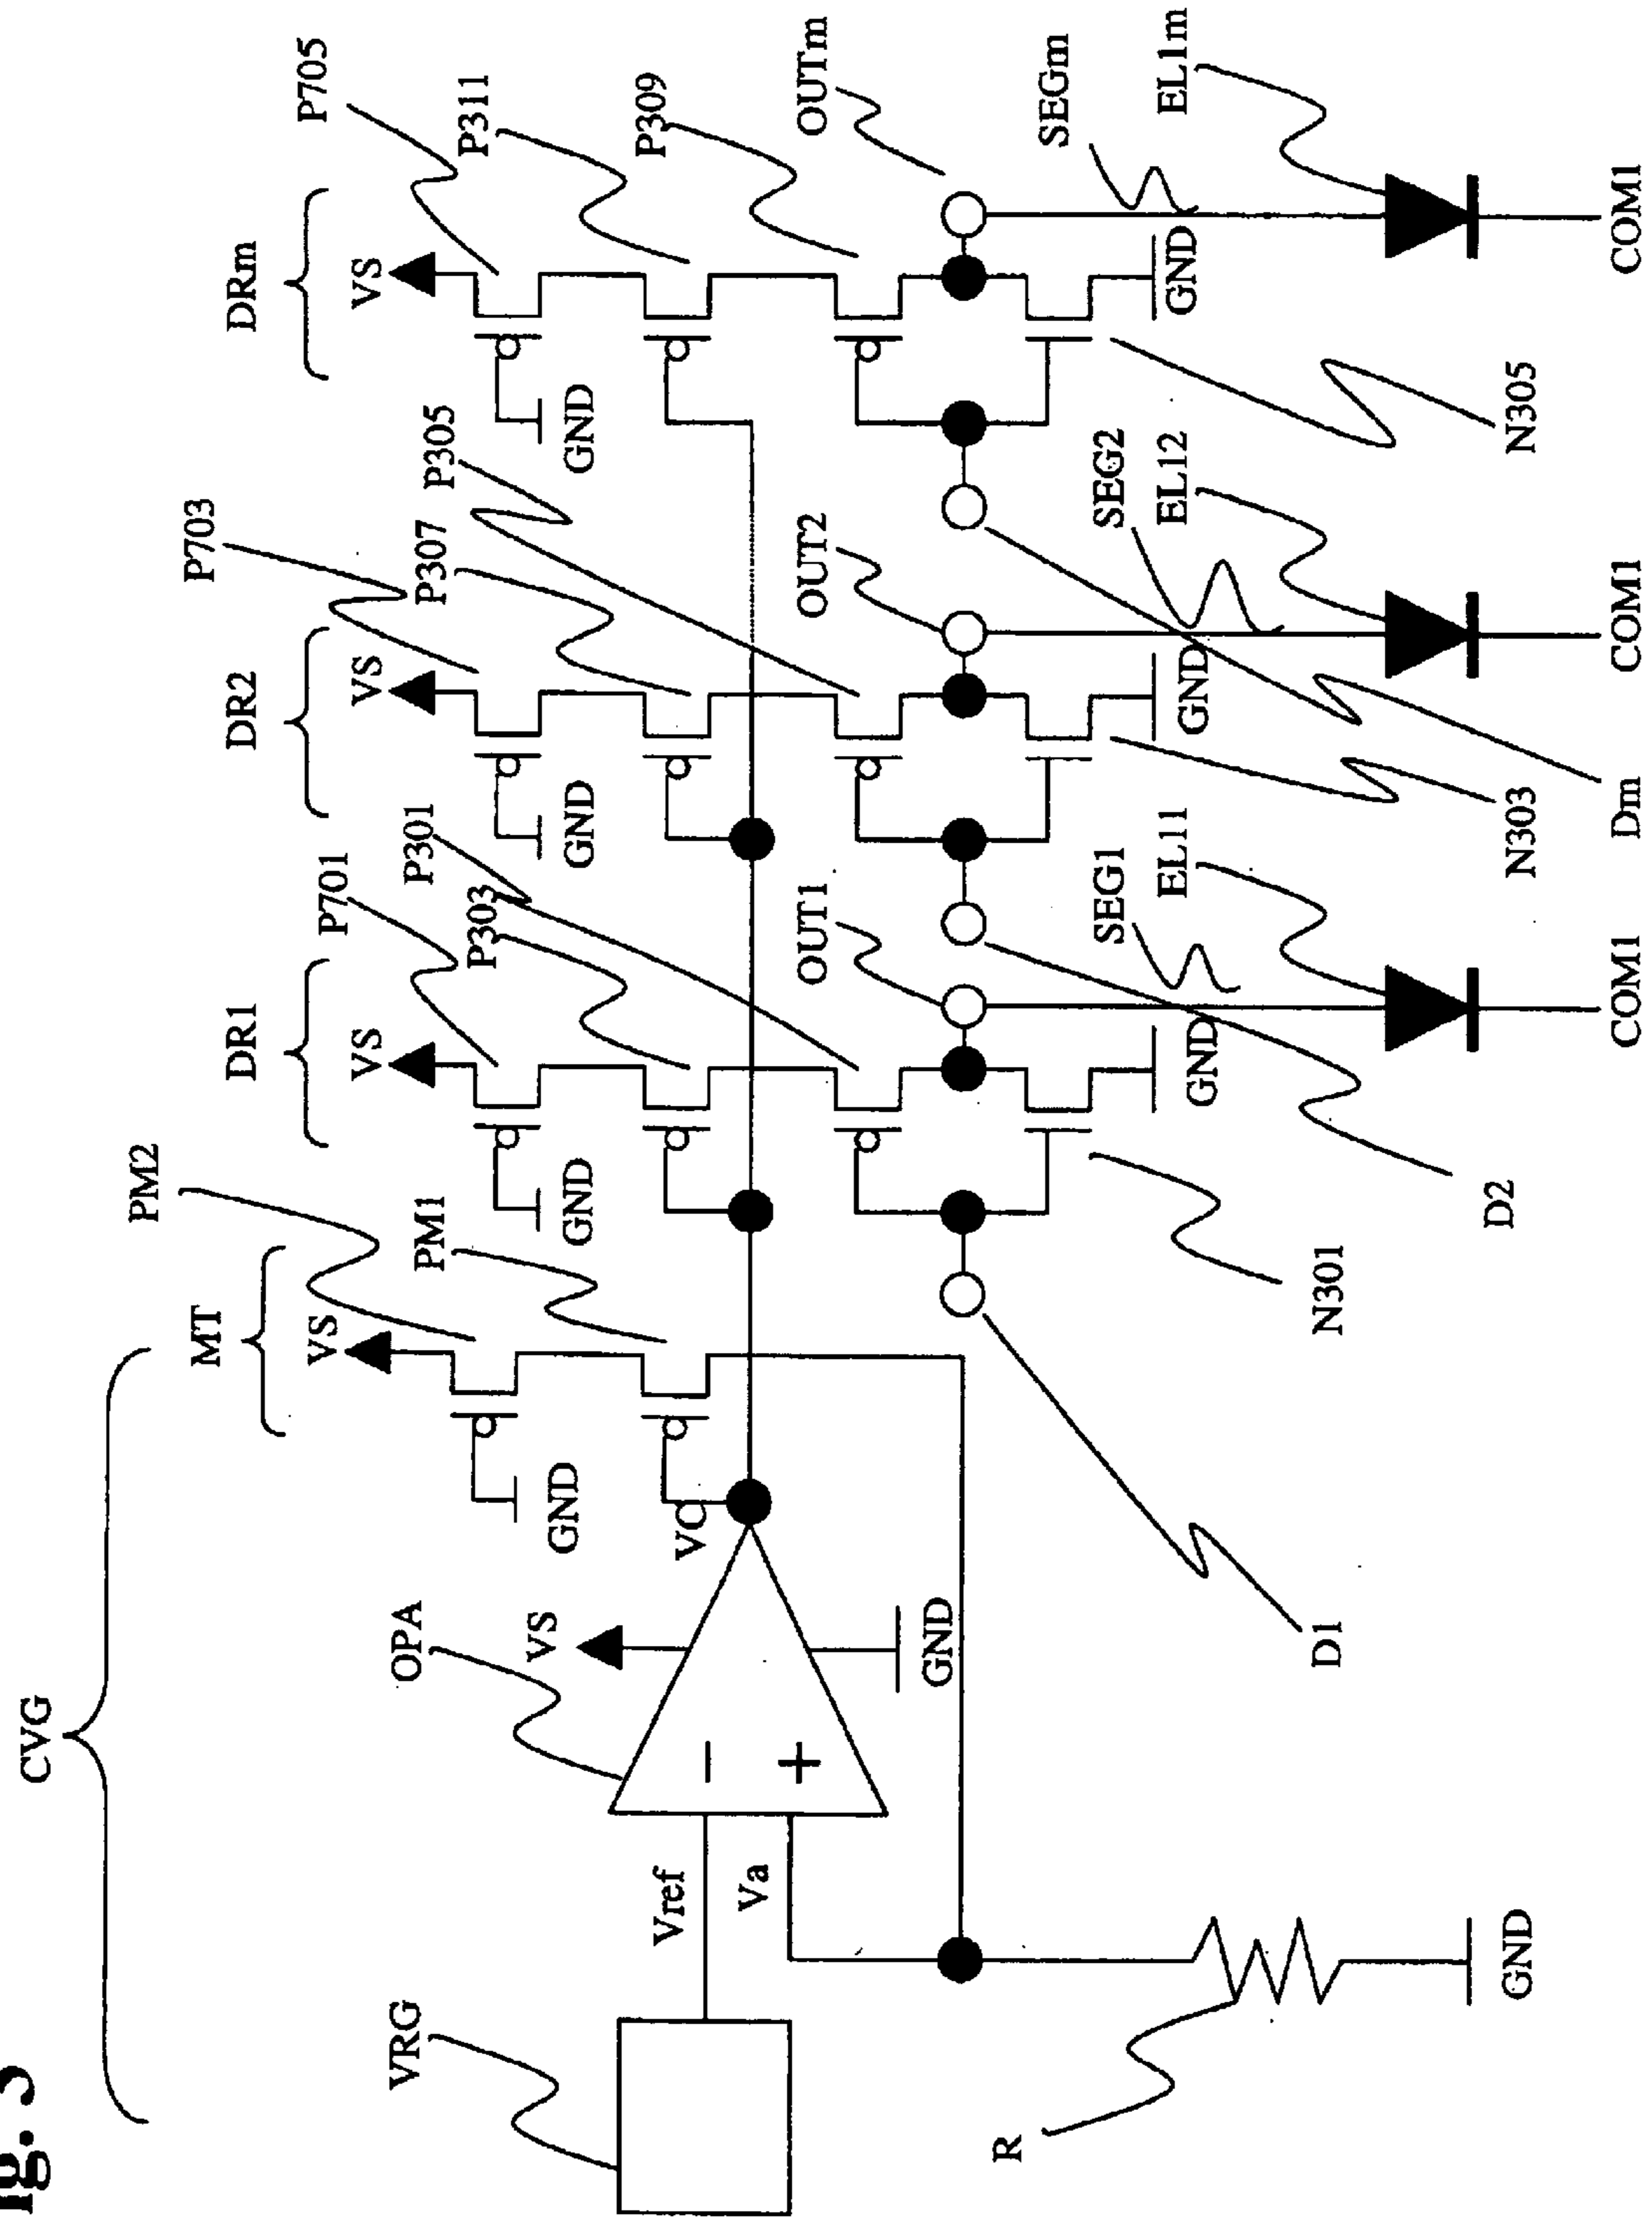 ig. 3
CVG
MT
DR1
DR2
DRm
PM2
P701
P703
P705
VS
VS
VS
VS
PM1
P303
P301
P307
P305
P311
P309
GND
GND
GND
GND
VRG
OPA
VS
VC
Vref
Va
−
+
GND
OUT1
OUT2
OUTm
SEG1
SEG2
SEGm
EL11
EL12
EL1m
GND
GND
GND
R
GND
D1
N301
D2
N303
Dm
N305
COM1
COM1
COM1